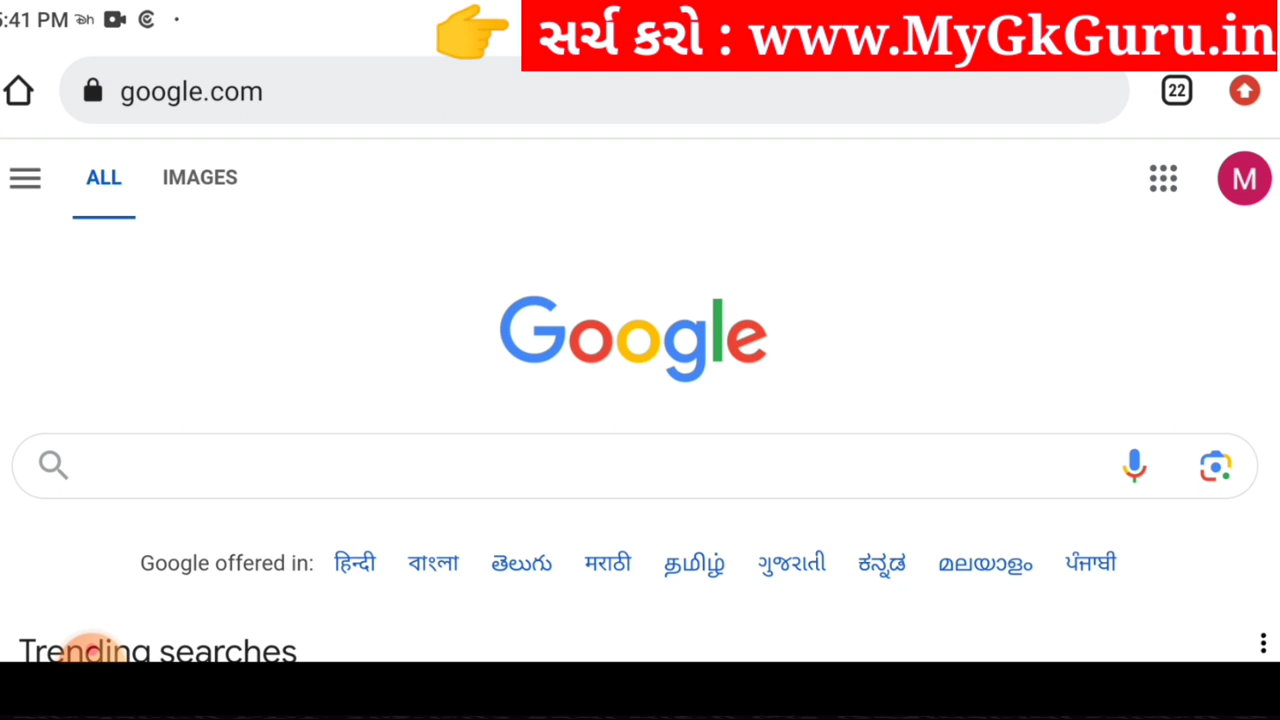 5:41 PM
સર્ચ કરો : www.MyGkGuru.in
google.com
22
ALL IMAGES
M
Google
Google offered in: हिन्दी বাংলা తెలుగు मराठी தமிழ் ગુજરાતી ಕನ್ನಡ മലയാളം ਪੰਜਾਬੀ
Trending searches